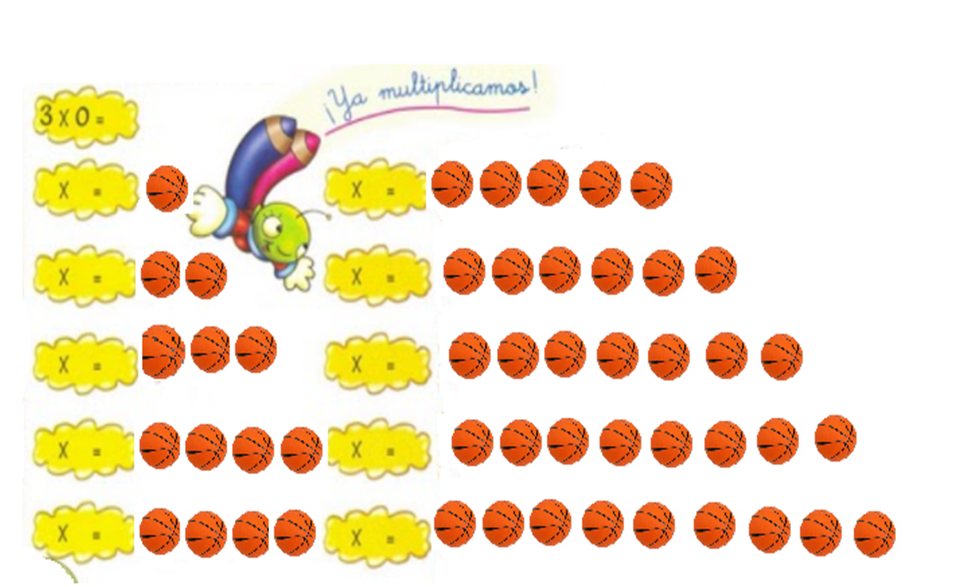 ¡Ya multiplicamos!
3 x 0 =
x =
x =
x =
x =
x =
x =
x =
x =
x =
x =